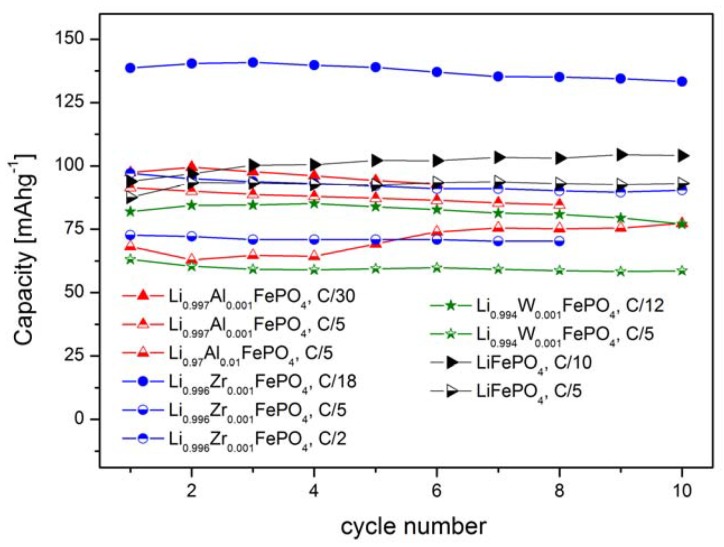 Capacity [mAhg⁻¹]
150
125
100
75
50
25
0
Li₀.₉₉₇Al₀.₀₀₁FePO₄, C/30
Li₀.₉₉₇Al₀.₀₀₁FePO₄, C/5
Li₀.₉₇Al₀.₀₁FePO₄, C/5
Li₀.₉₉₆Zr₀.₀₀₁FePO₄, C/18
Li₀.₉₉₆Zr₀.₀₀₁FePO₄, C/5
Li₀.₉₉₆Zr₀.₀₀₁FePO₄, C/2
Li₀.₉₉₄W₀.₀₀₁FePO₄, C/12
Li₀.₉₉₄W₀.₀₀₁FePO₄, C/5
LiFePO₄, C/10
LiFePO₄, C/5
2 4 6 8 10
cycle number